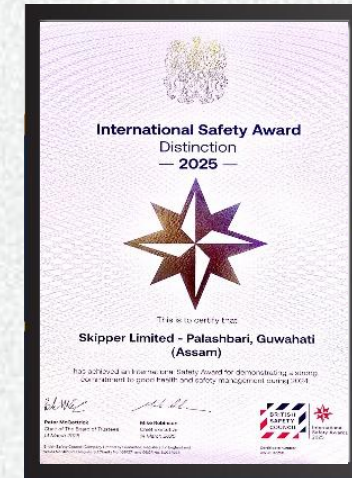 International Safety Award
Distinction
— 2025 —
This is to certify that
Skipper Limited - Palashbari, Guwahati
(Assam)
has achieved an International Safety Award for demonstrating a strong
commitment to good health and safety management during 2024
Peter McGettrick
Chair of The Board of Trustees
Mike Robinson
Chief Executive
BRITISH
SAFETY
COUNCIL
International
Safety Awards
2025